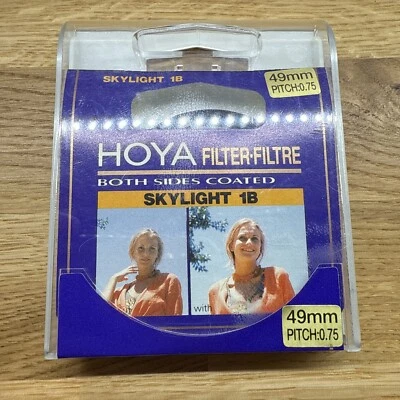 SKYLIGHT 1B
49mm
PITCH:0.75
HOYA FILTER•FILTRE
BOTH SIDES COATED
SKYLIGHT 1B
with
49mm
PITCH:0.75